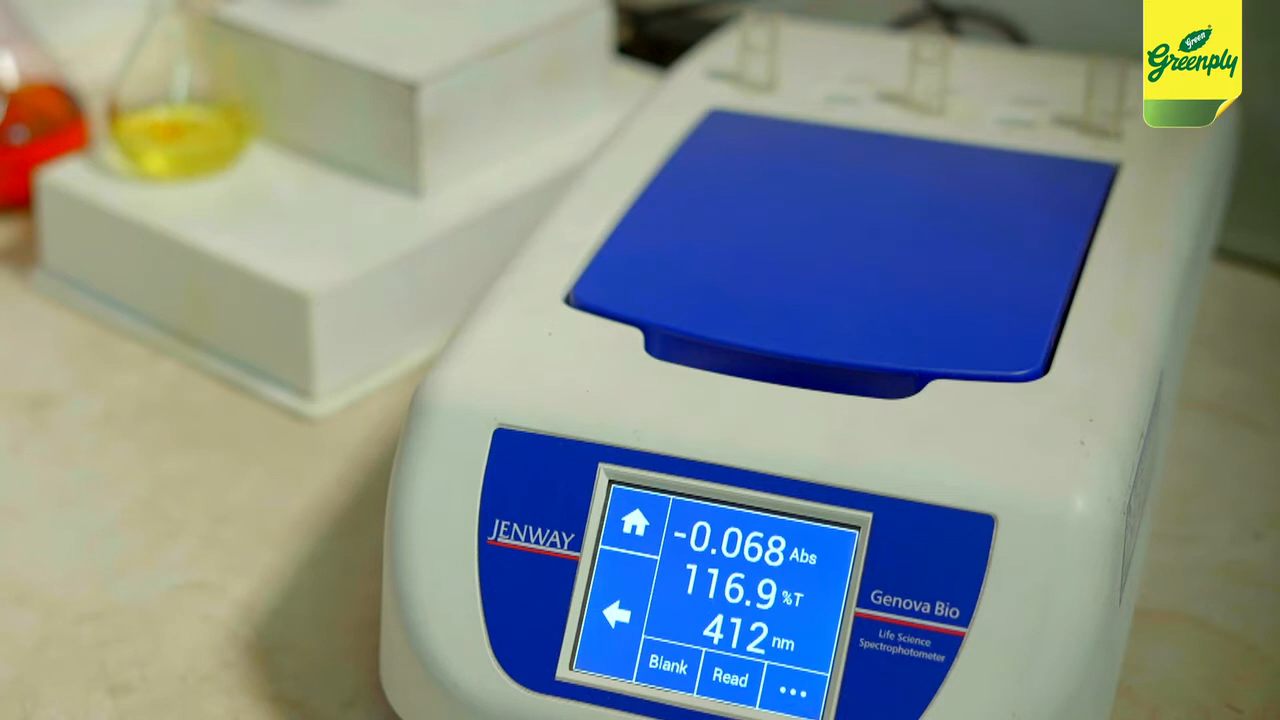 Green
Greenply
JENWAY
-0.068 Abs
116.9 %T
412 nm
Blank
Read
Genova Bio
Life Science
Spectrophotometer